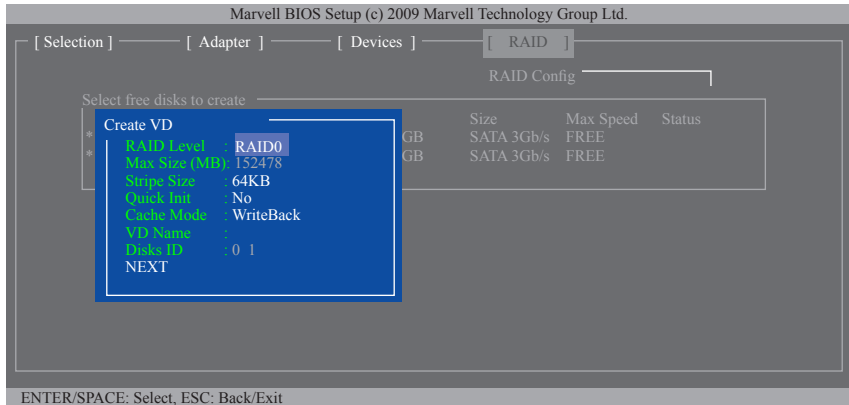 Marvell BIOS Setup (c) 2009 Marvell Technology Group Ltd.
[ Selection ] [ Adapter ] [ Devices ] [ RAID ]
RAID Config
Select free disks to create
Size Max Speed Status
* GB SATA 3Gb/s FREE
* GB SATA 3Gb/s FREE
Create VD
RAID Level : RAID0
Max Size (MB): 152478
Stripe Size : 64KB
Quick Init : No
Cache Mode : WriteBack
VD Name :
Disks ID : 0 1
NEXT
ENTER/SPACE: Select, ESC: Back/Exit